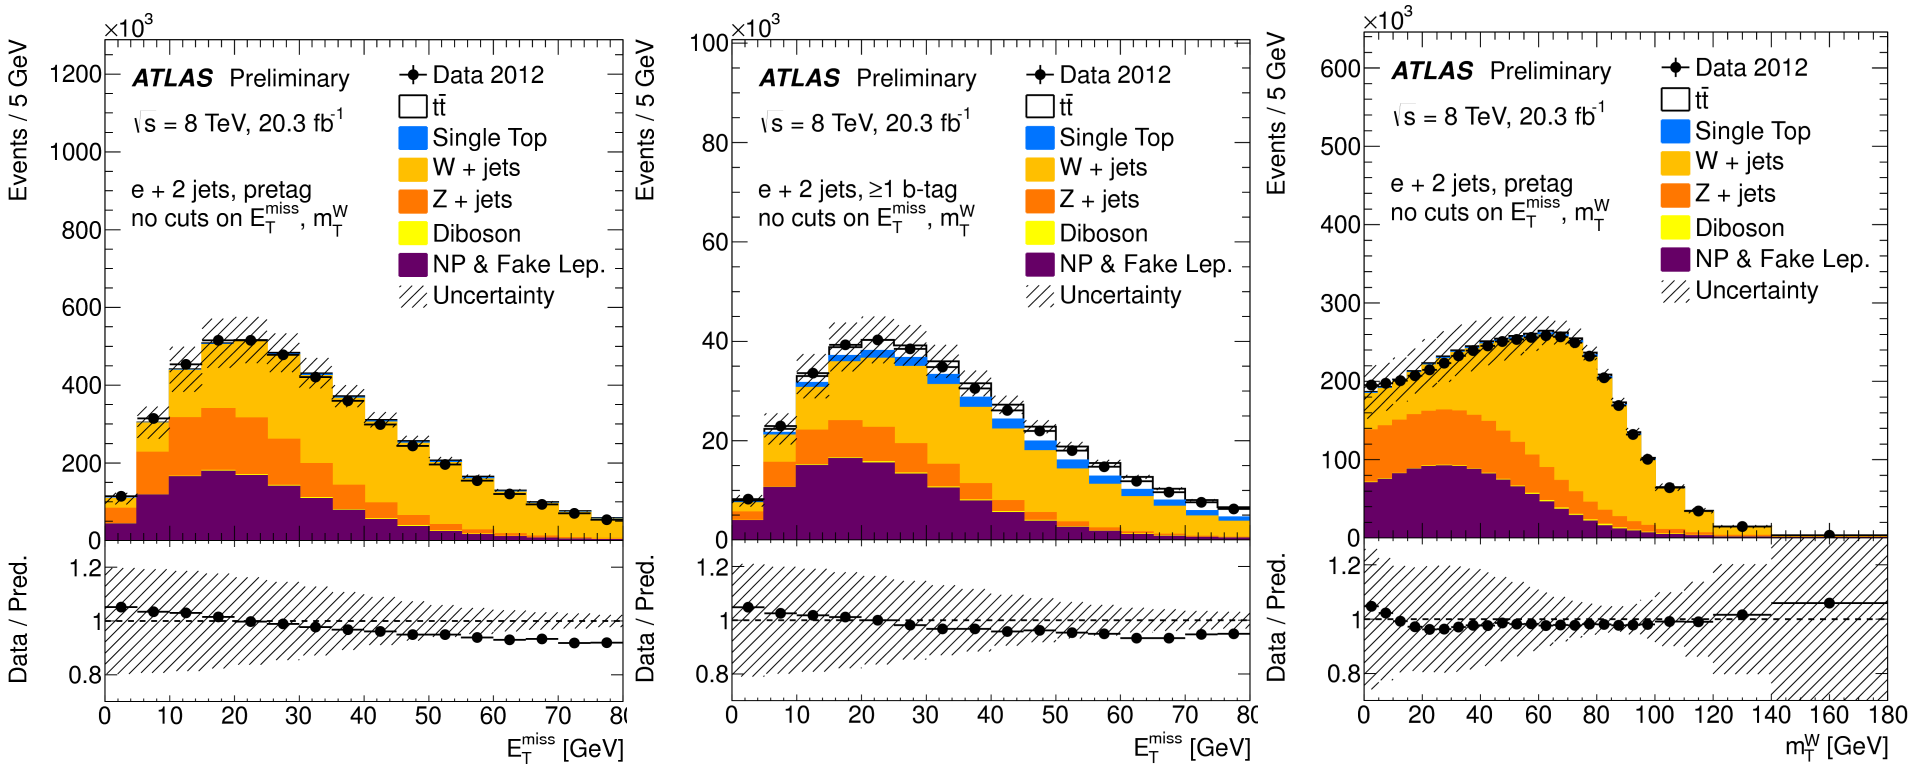 ×10³
Events / 5 GeV
1200
1000
800
600
400
200
0
ATLAS Preliminary
√s = 8 TeV, 20.3 fb⁻¹
e + 2 jets, pretag
no cuts on E_T^miss, m_T^W
Data 2012
tt̄
Single Top
W + jets
Z + jets
Diboson
NP & Fake Lep.
Uncertainty
Data / Pred.
1.2
1
0.8
0 10 20 30 40 50 60 70 80
E_T^miss [GeV]
×10³
Events / 5 GeV
100
80
60
40
20
0
ATLAS Preliminary
√s = 8 TeV, 20.3 fb⁻¹
e + 2 jets, ≥1 b-tag
no cuts on E_T^miss, m_T^W
Data 2012
tt̄
Single Top
W + jets
Z + jets
Diboson
NP & Fake Lep.
Uncertainty
Data / Pred.
1.2
1
0.8
0 10 20 30 40 50 60 70 80
E_T^miss [GeV]
×10³
Events / 5 GeV
600
500
400
300
200
100
0
ATLAS Preliminary
√s = 8 TeV, 20.3 fb⁻¹
e + 2 jets, pretag
no cuts on E_T^miss, m_T^W
Data 2012
tt̄
Single Top
W + jets
Z + jets
Diboson
NP & Fake Lep.
Uncertainty
Data / Pred.
1.2
1
0.8
0 20 40 60 80 100 120 140 160 180
m_T^W [GeV]